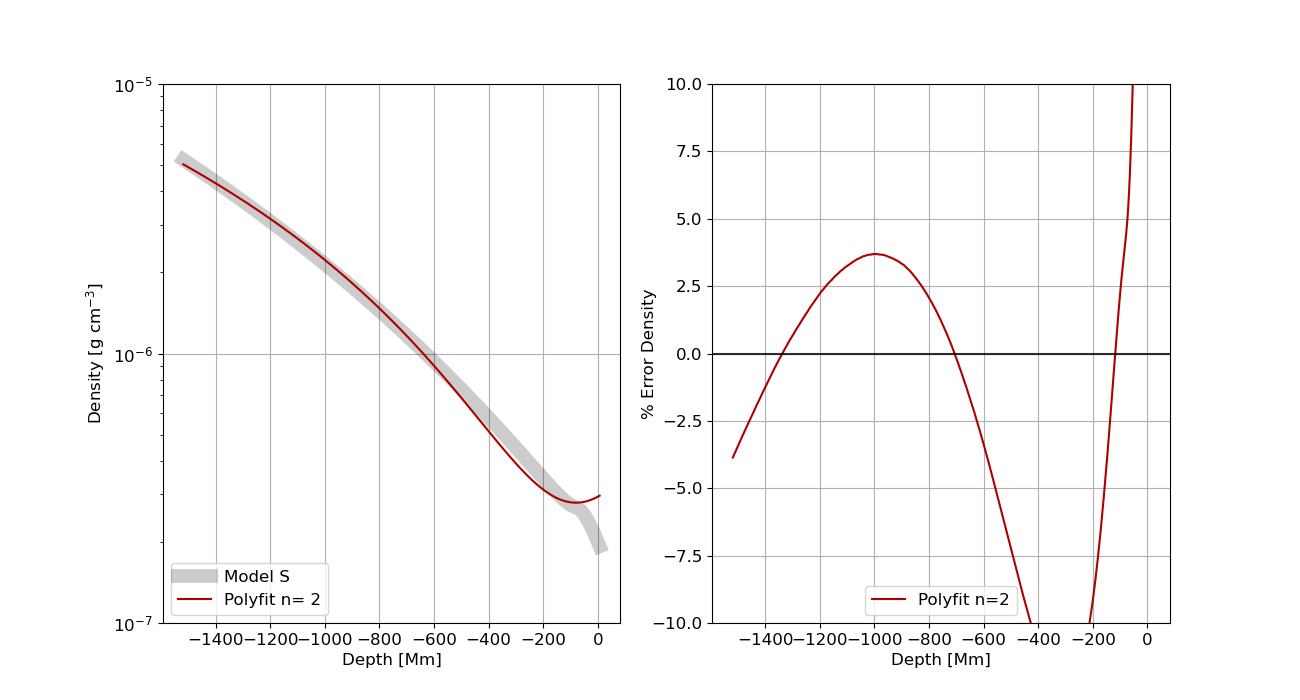 10⁻⁵
10⁻⁶
10⁻⁷
Density [g cm⁻³]
−1400 −1200 −1000 −800 −600 −400 −200 0
Depth [Mm]
Model S
Polyfit n= 2
10.0
7.5
5.0
2.5
0.0
−2.5
−5.0
−7.5
−10.0
% Error Density
−1400 −1200 −1000 −800 −600 −400 −200 0
Depth [Mm]
Polyfit n=2